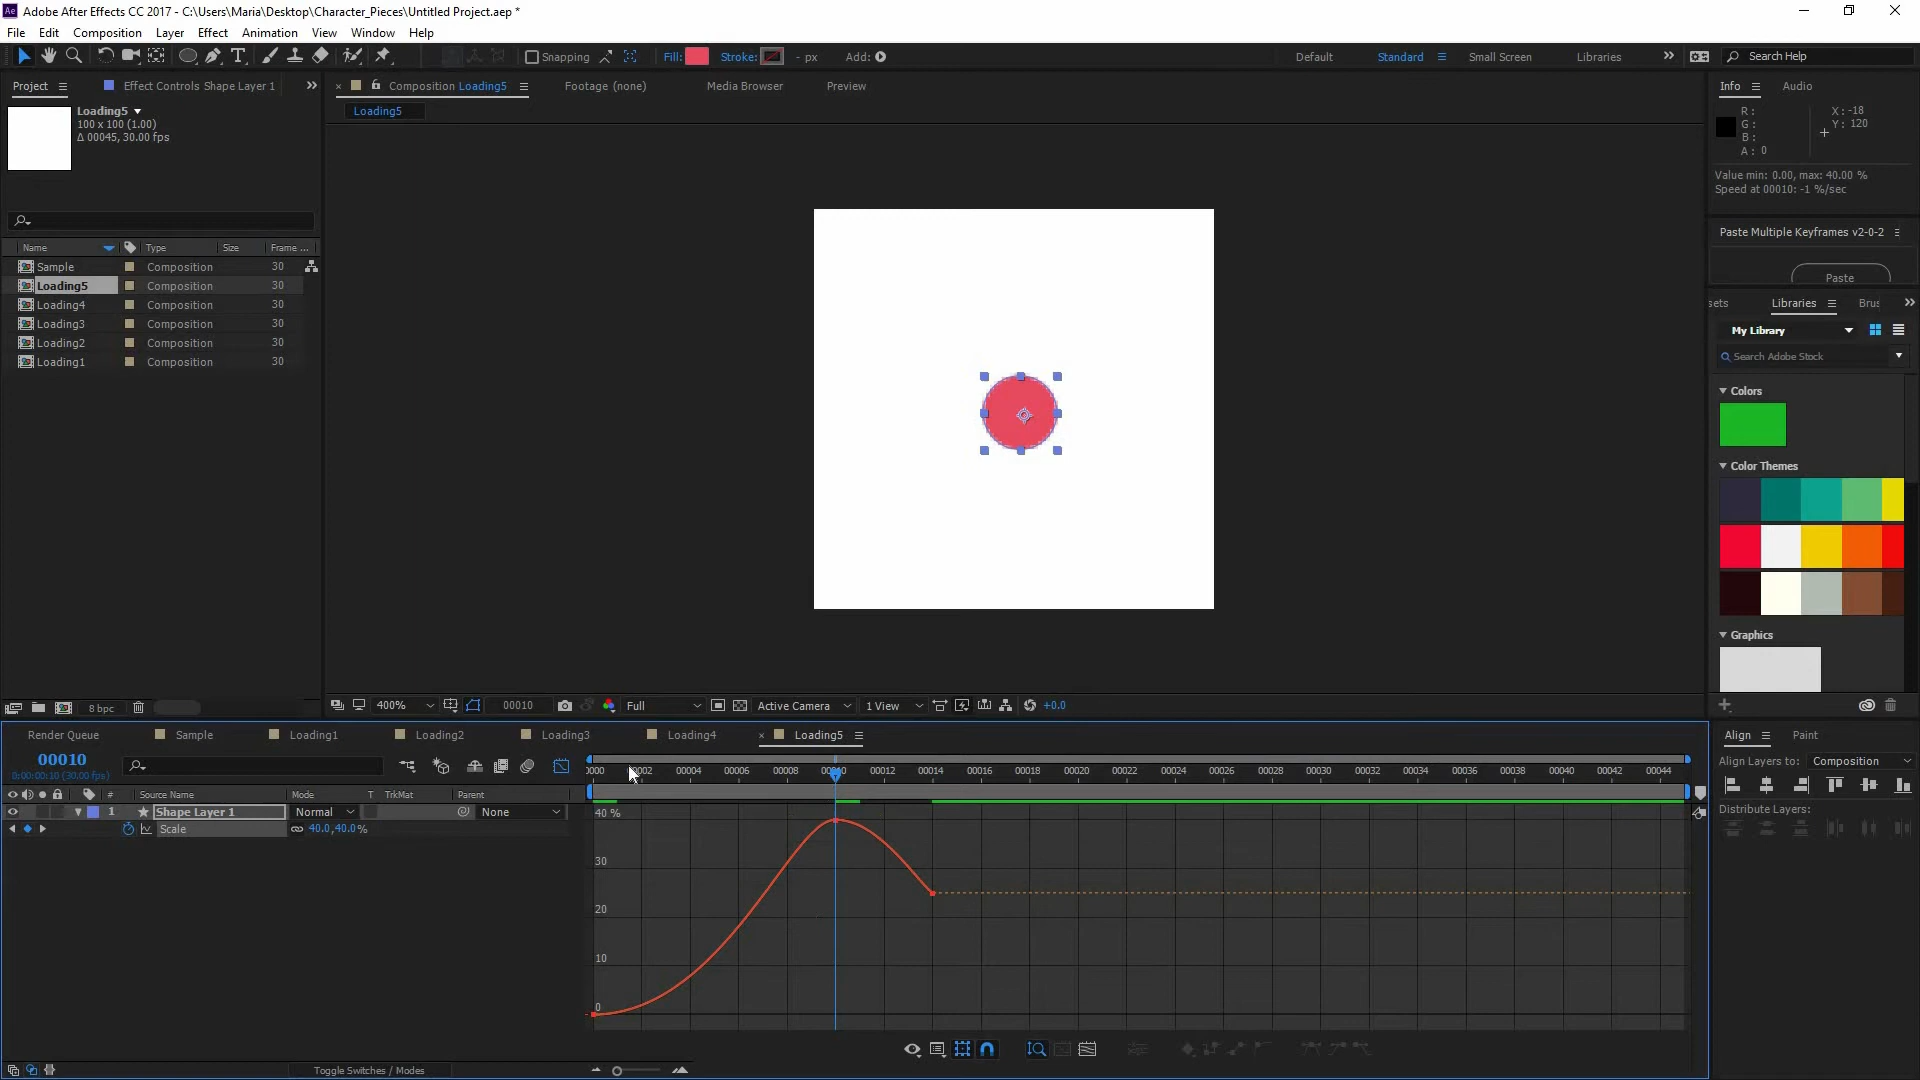 Adobe After Effects CC 2017 - C:\Users\Maria\Desktop\Character_Pieces\Untitled Project.aep *
File Edit Composition Layer Effect Animation View Window Help
Snapping Fill: Stroke: - px Add: Default Standard Small Screen Libraries Search Help
Project Effect Controls Shape Layer 1 Composition Loading5 Footage (none) Media Browser Preview Info Audio
Loading5
100 x 100 (1.00)
Δ 00045, 30.00 fps
Loading5
R:
G:
B:
A: 0
X: -18
Y: 120
Value min: 0.00, max: 40.00 %
Speed at 00010: -1 %/sec
Paste Multiple Keyframes v2-0-2
Paste
Name Type Size Frame ...
Sample Composition 30
Loading5 Composition 30
Loading4 Composition 30
Loading3 Composition 30
Loading2 Composition 30
Loading1 Composition 30
sets Libraries Brus
My Library
Search Adobe Stock
Colors
Color Themes
Graphics
8 bpc 400% 00010 Full Active Camera 1 View +0.0
Render Queue Sample Loading1 Loading2 Loading3 Loading4 Loading5
00010
0:00:00:10 (30.00 fps)
0000 00002 00004 00006 00008 00010 00012 00014 00016 00018 00020 00022 00024 00026 00028 00030 00032 00034 00036 00038 00040 00042 00044
# Source Name Mode T TrkMat Parent
1 Shape Layer 1 Normal None
Scale 40.0,40.0%
40 %
30
20
10
0
Toggle Switches / Modes
Align Paint
Align Layers to: Composition
Distribute Layers: